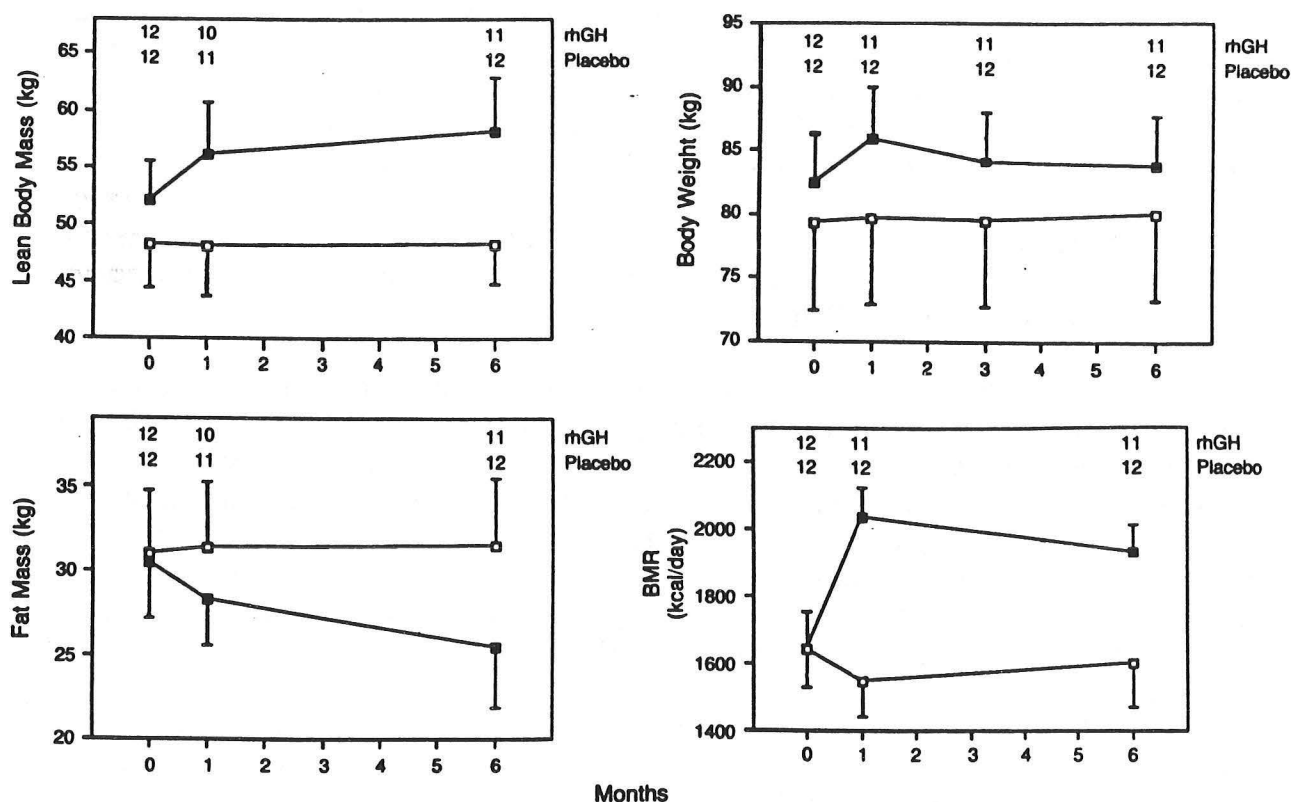 12 10 11 rhGH
12 11 12 Placebo
Lean Body Mass (kg)
65
60
55
50
45
40
0 1 2 3 4 5 6
12 11 11 11 rhGH
12 12 12 12 Placebo
Body Weight (kg)
95
90
85
80
75
70
0 1 2 3 4 5 6
12 10 11 rhGH
12 11 12 Placebo
Fat Mass (kg)
35
30
25
20
0 1 2 3 4 5 6
12 11 11 rhGH
12 12 12 Placebo
BMR
(kcal/day)
2200
2000
1800
1600
1400
0 1 2 3 4 5 6
Months